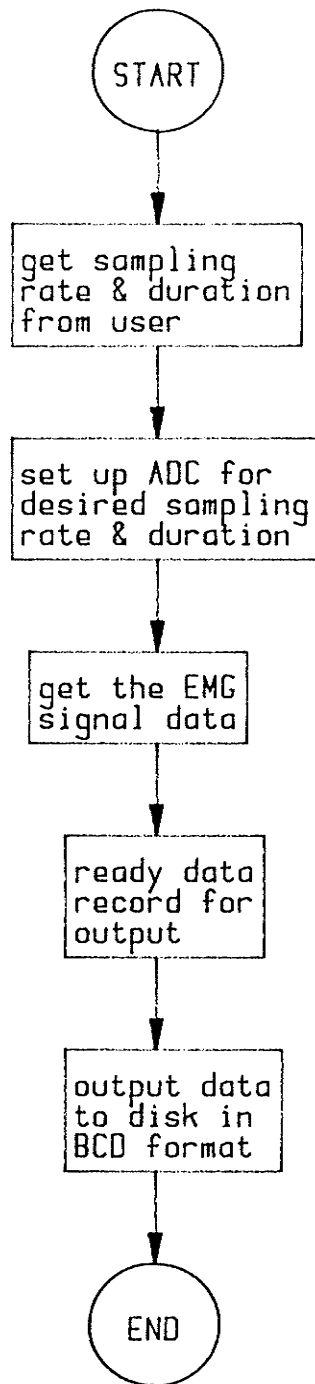 START
get sampling
rate & duration
from user
set up ADC for
desired sampling
rate & duration
get the EMG
signal data
ready data
record for
output
output data
to disk in
BCD format
END